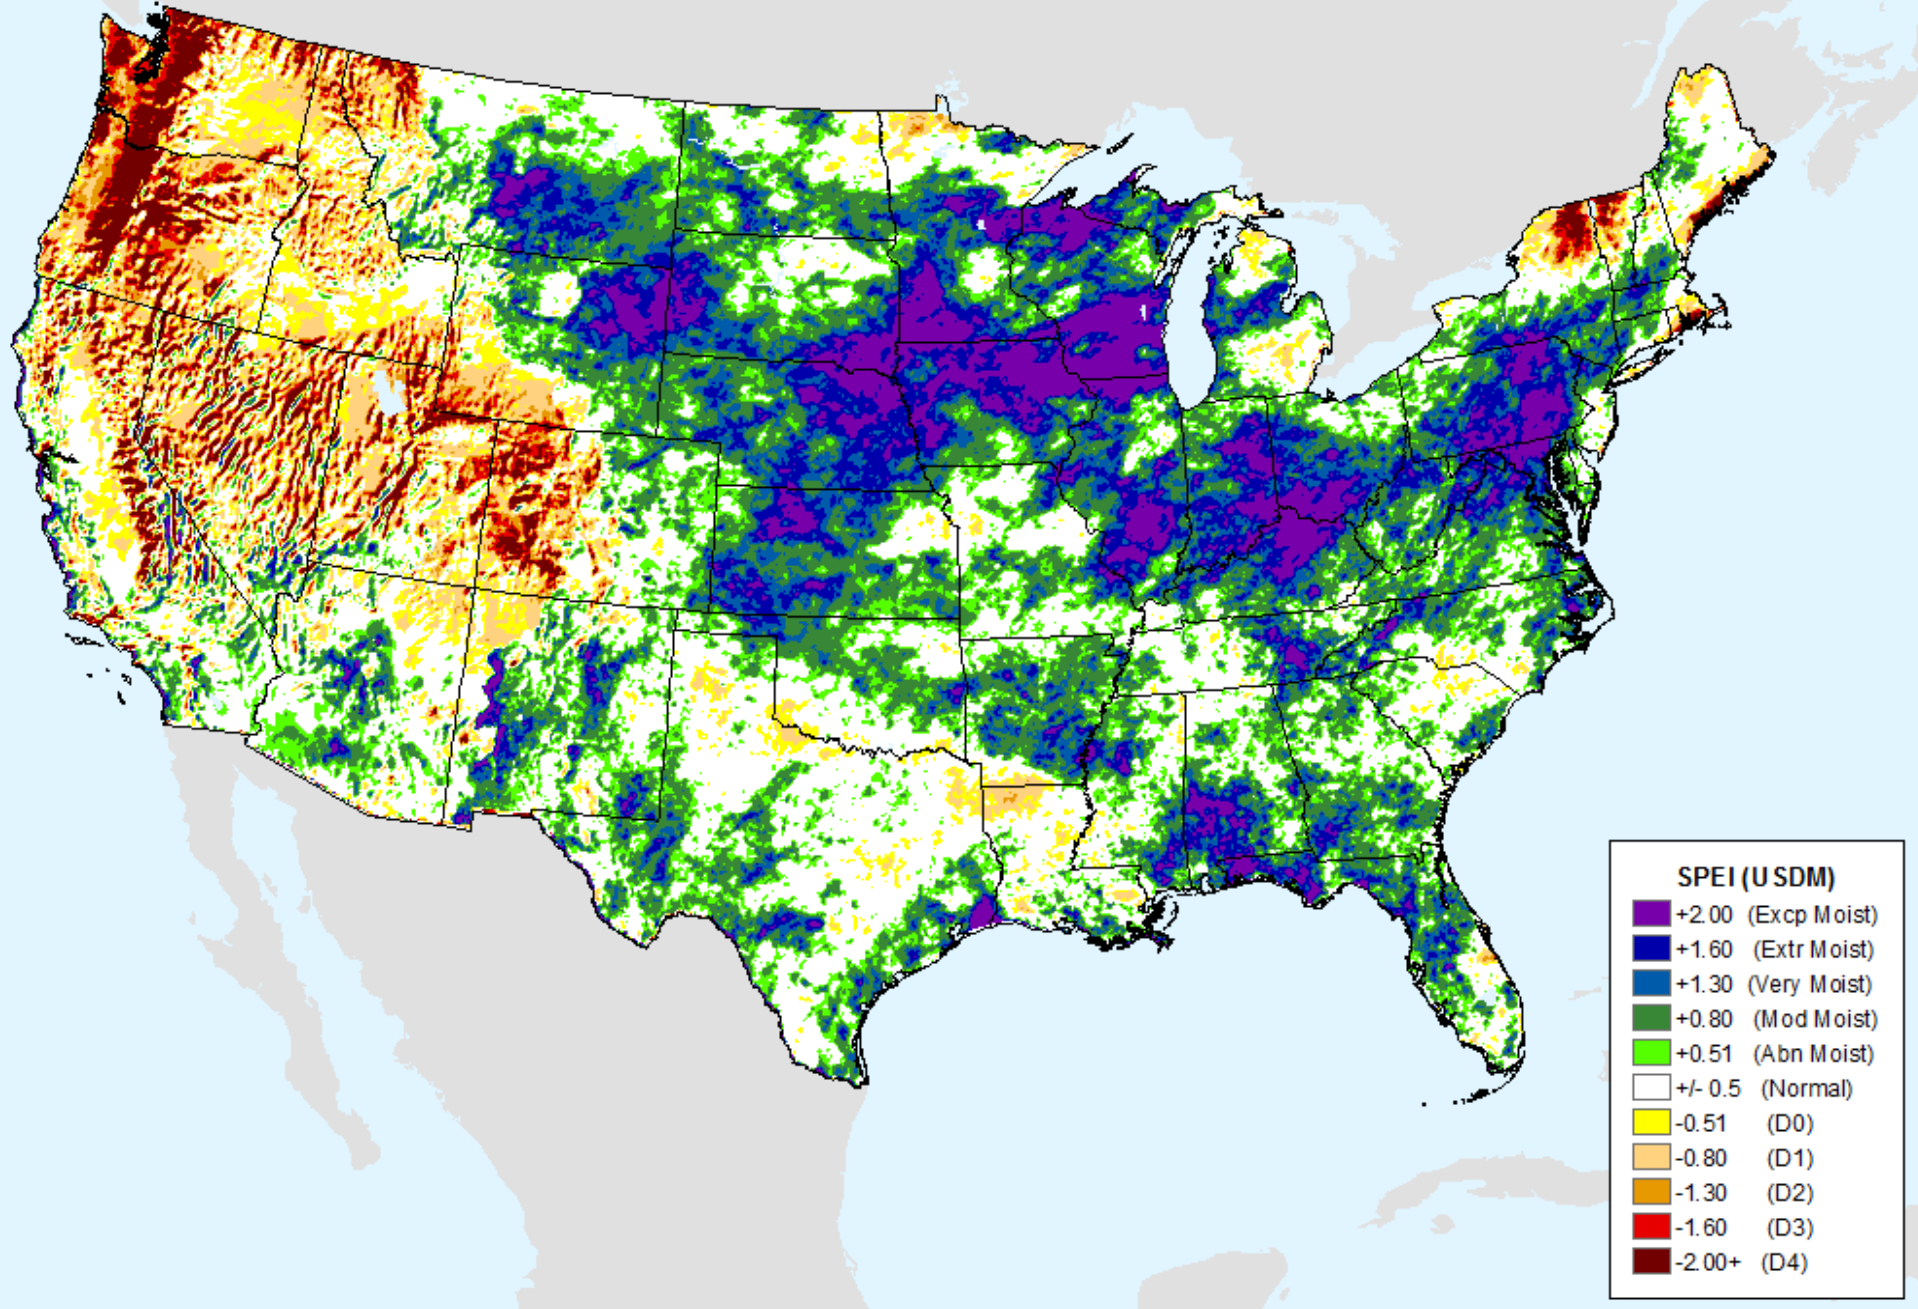 SPEI (USDM)
+2.00 (Excp Moist)
+1.60 (Extr Moist)
+1.30 (Very Moist)
+0.80 (Mod Moist)
+0.51 (Abn Moist)
+/- 0.5 (Normal)
-0.51 (D0)
-0.80 (D1)
-1.30 (D2)
-1.60 (D3)
-2.00+ (D4)